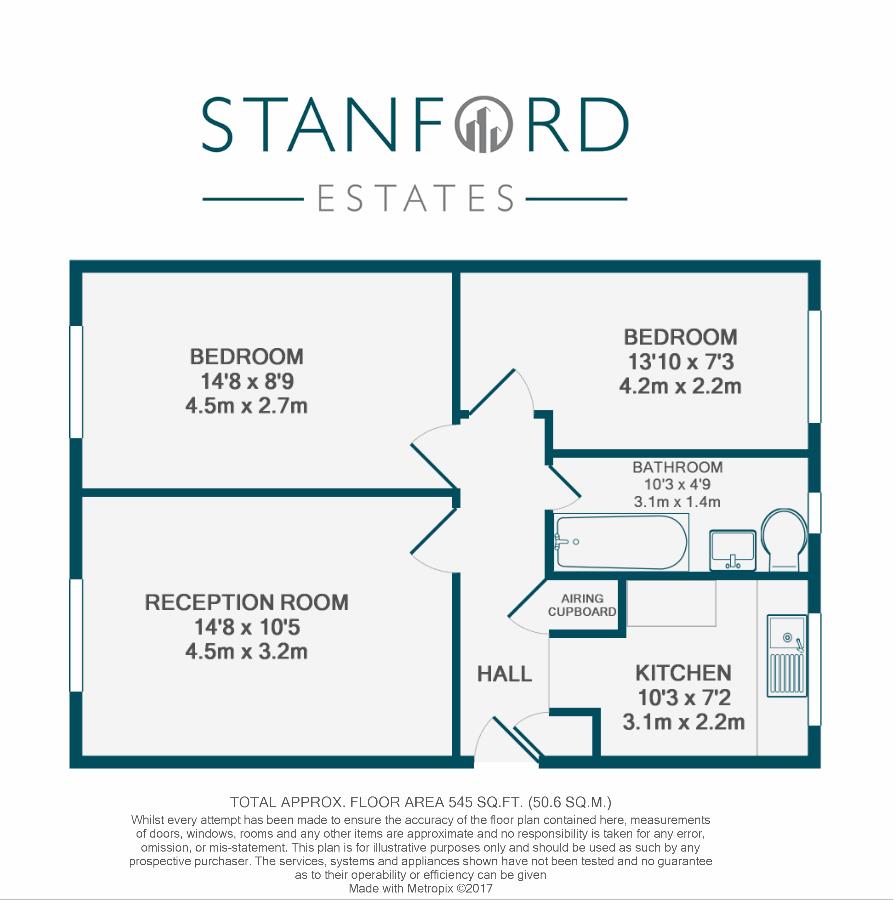 STANFORD
ESTATES
BEDROOM
14'8 x 8'9
4.5m x 2.7m
BEDROOM
13'10 x 7'3
4.2m x 2.2m
BATHROOM
10'3 x 4'9
3.1m x 1.4m
RECEPTION ROOM
14'8 x 10'5
4.5m x 3.2m
AIRING
CUPBOARD
HALL
KITCHEN
10'3 x 7'2
3.1m x 2.2m
TOTAL APPROX. FLOOR AREA 545 SQ.FT. (50.6 SQ.M.)
Whilst every attempt has been made to ensure the accuracy of the floor plan contained here, measurements
of doors, windows, rooms and any other items are approximate and no responsibility is taken for any error,
omission, or mis-statement. This plan is for illustrative purposes only and should be used as such by any
prospective purchaser. The services, systems and appliances shown have not been tested and no guarantee
as to their operability or efficiency can be given
Made with Metropix ©2017